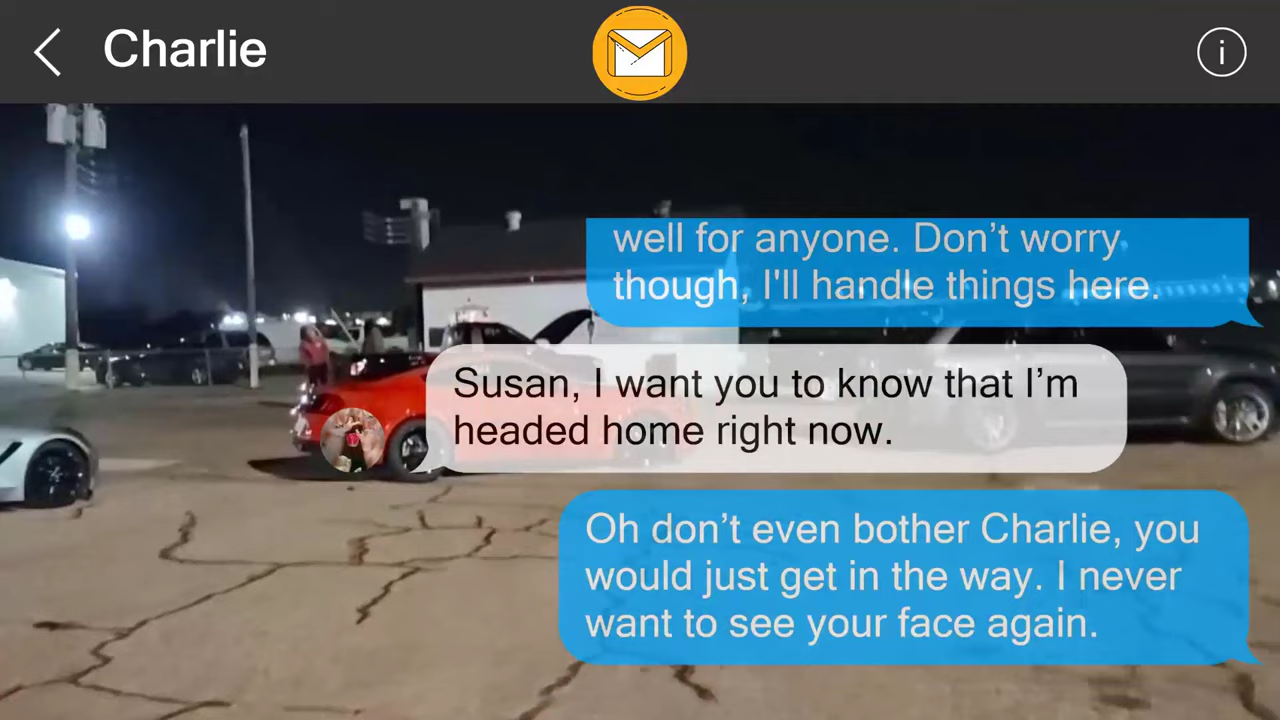 Charlie
well for anyone. Don’t worry
though, I'll handle things here.
Susan, I want you to know that I’m
headed home right now.
Oh don’t even bother Charlie, you
would just get in the way. I never
want to see your face again.